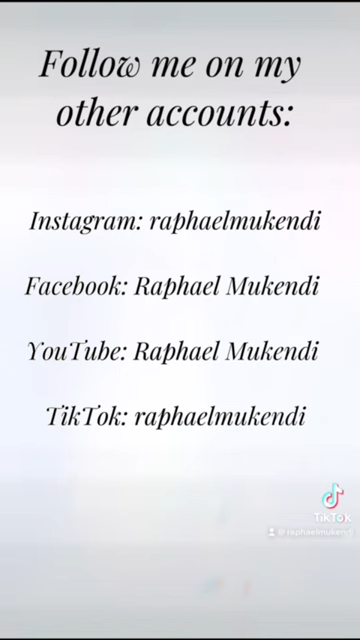 Follow me on my
other accounts:
Instagram: raphaelmukendi
Facebook: Raphael Mukendi
YouTube: Raphael Mukendi
TikTok: raphaelmukendi
TikTok
@raphaelmukendi